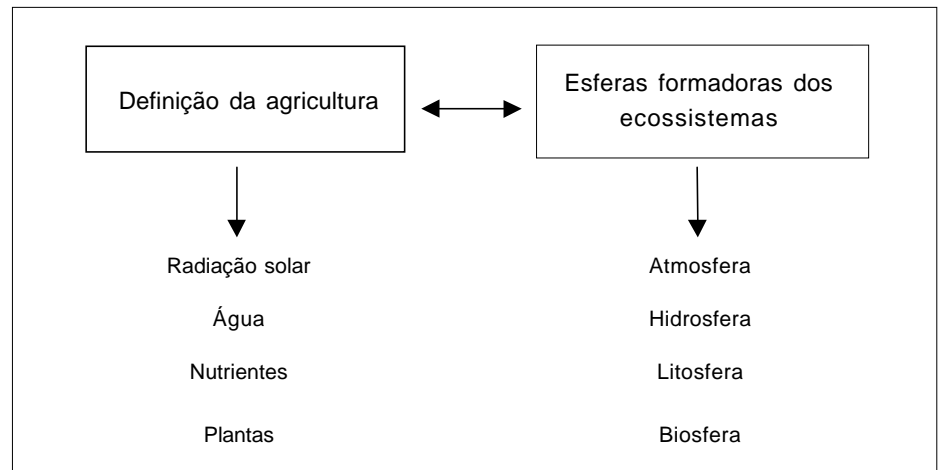 Definição da agricultura
Esferas formadoras dos
ecossistemas
Radiação solar
Atmosfera
Água
Hidrosfera
Nutrientes
Litosfera
Plantas
Biosfera